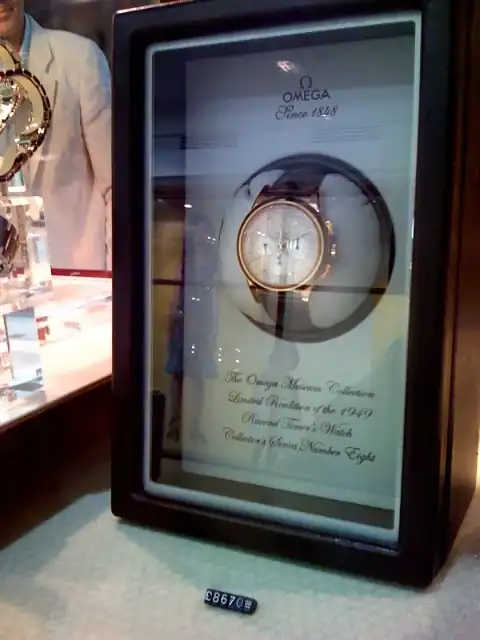 Ω
OMEGA
Since 1848
The Omega Museum Collection
Limited Reedition of the 1949
Record Timer's Watch
Collector's Series Number Eight
£8670 00